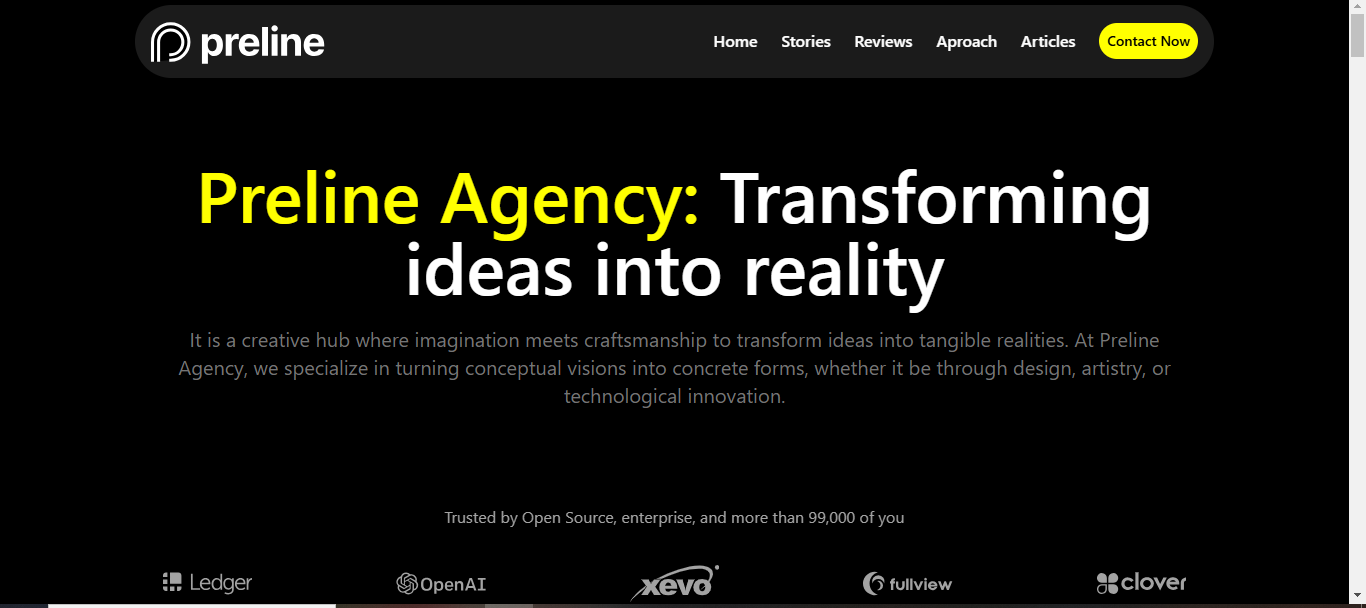 preline
Home Stories Reviews Aproach Articles Contact Now
Preline Agency: Transforming
ideas into reality
It is a creative hub where imagination meets craftsmanship to transform ideas into tangible realities. At Preline
Agency, we specialize in turning conceptual visions into concrete forms, whether it be through design, artistry, or
technological innovation.
Trusted by Open Source, enterprise, and more than 99,000 of you
Ledger OpenAI xevo fullview clover